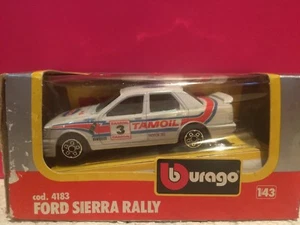 3
TAMOIL
cod. 4183
FORD SIERRA RALLY
burago
143